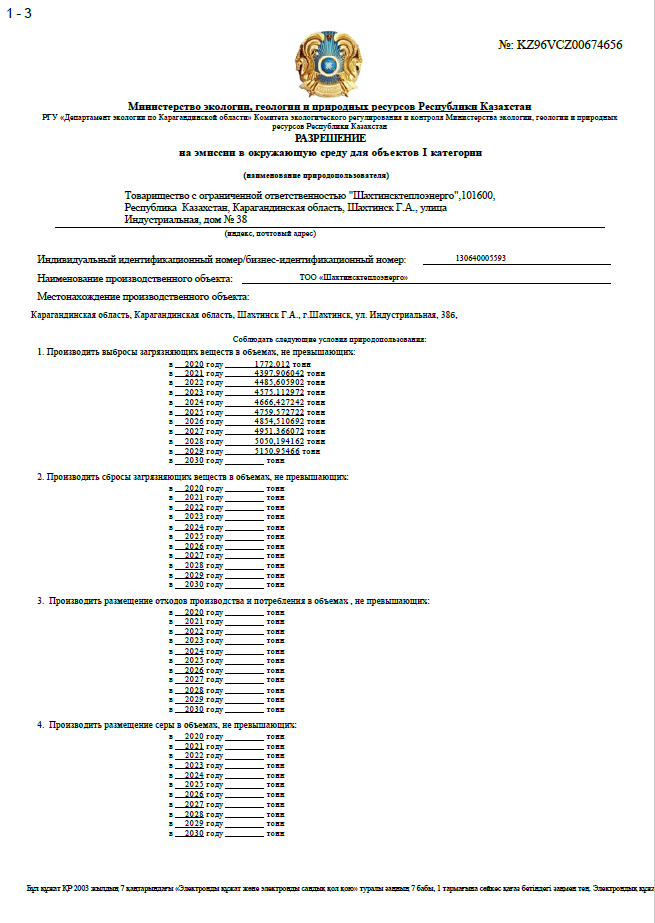 1 - 3
№: KZ96VCZ00674656
Министерство экологии, геологии и природных ресурсов Республики Казахстан
РГУ «Департамент экологии по Карагандинской области» Комитета экологического регулирования и контроля Министерства экологии, геологии и природных
ресурсов Республики Казахстан
РАЗРЕШЕНИЕ
на эмиссии в окружающую среду для объектов I категории
(наименование природопользователя)
Товарищество с ограниченной ответственностью "Шахтинсктеплоэнерго",101600,
Республика Казахстан, Карагандинская область, Шахтинск Г.А., улица
Индустриальная, дом № 38
(индекс, почтовый адрес)
Индивидуальный идентификационный номер/бизнес-идентификационный номер: 130640005593
Наименование производственного объекта: ТОО «Шахтинсктеплоэнерго»
Местонахождение производственного объекта:
Карагандинская область, Карагандинская область, Шахтинск Г.А., г.Шахтинск, ул. Индустриальная, 38б,
Соблюдать следующие условия природопользования:
1. Производить выбросы загрязняющих веществ в объемах, не превышающих:
в 2020 году 1772,012 тонн
в 2021 году 4397,906042 тонн
в 2022 году 4485,605902 тонн
в 2023 году 4575,112972 тонн
в 2024 году 4666,427242 тонн
в 2025 году 4759,572722 тонн
в 2026 году 4854,510692 тонн
в 2027 году 4951,366072 тонн
в 2028 году 5050,194162 тонн
в 2029 году 5150,95466 тонн
в 2030 году ________ тонн
2. Производить сбросы загрязняющих веществ в объемах, не превышающих:
в 2020 году ________ тонн
в 2021 году ________ тонн
в 2022 году ________ тонн
в 2023 году ________ тонн
в 2024 году ________ тонн
в 2025 году ________ тонн
в 2026 году ________ тонн
в 2027 году ________ тонн
в 2028 году ________ тонн
в 2029 году ________ тонн
в 2030 году ________ тонн
3. Производить размещение отходов производства и потребления в объемах , не превышающих:
в 2020 году ________ тонн
в 2021 году ________ тонн
в 2022 году ________ тонн
в 2023 году ________ тонн
в 2024 году ________ тонн
в 2025 году ________ тонн
в 2026 году ________ тонн
в 2027 году ________ тонн
в 2028 году ________ тонн
в 2029 году ________ тонн
в 2030 году ________ тонн
4. Производить размещение серы в объемах, не превышающих:
в 2020 году ________ тонн
в 2021 году ________ тонн
в 2022 году ________ тонн
в 2023 году ________ тонн
в 2024 году ________ тонн
в 2025 году ________ тонн
в 2026 году ________ тонн
в 2027 году ________ тонн
в 2028 году ________ тонн
в 2029 году ________ тонн
в 2030 году ________ тонн
Бұл құжат ҚР 2003 жылдың 7 қаңтарындағы «Электронды құжат және электронды сандық қол қою» туралы заңның 7 бабы, 1 тармағына сәйкес қағаз бетіндегі заңмен тең. Электрондық құжа